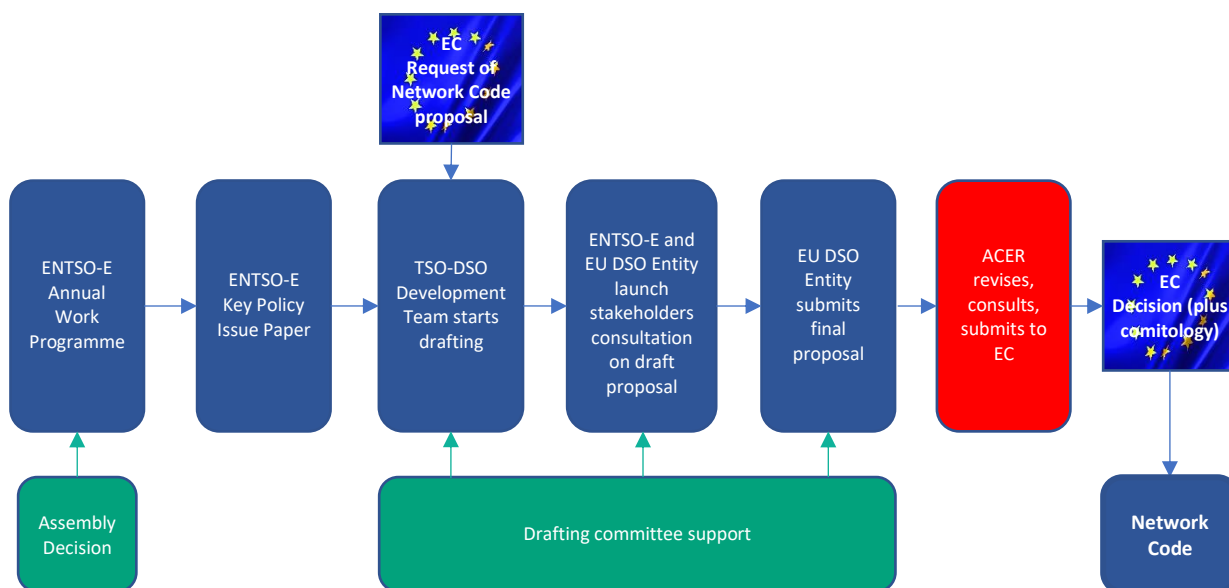 EC
Request of
Network Code
proposal
ENTSO-E
Annual
Work
Programme
ENTSO-E
Key Policy
Issue Paper
TSO-DSO
Development
Team starts
drafting
ENTSO-E and
EU DSO Entity
launch
stakeholders
consultation
on draft
proposal
EU DSO
Entity
submits
final
proposal
ACER
revises,
consults,
submits to
EC
EC
Decision (plus
comitology)
Assembly
Decision
Drafting committee support
Network
Code